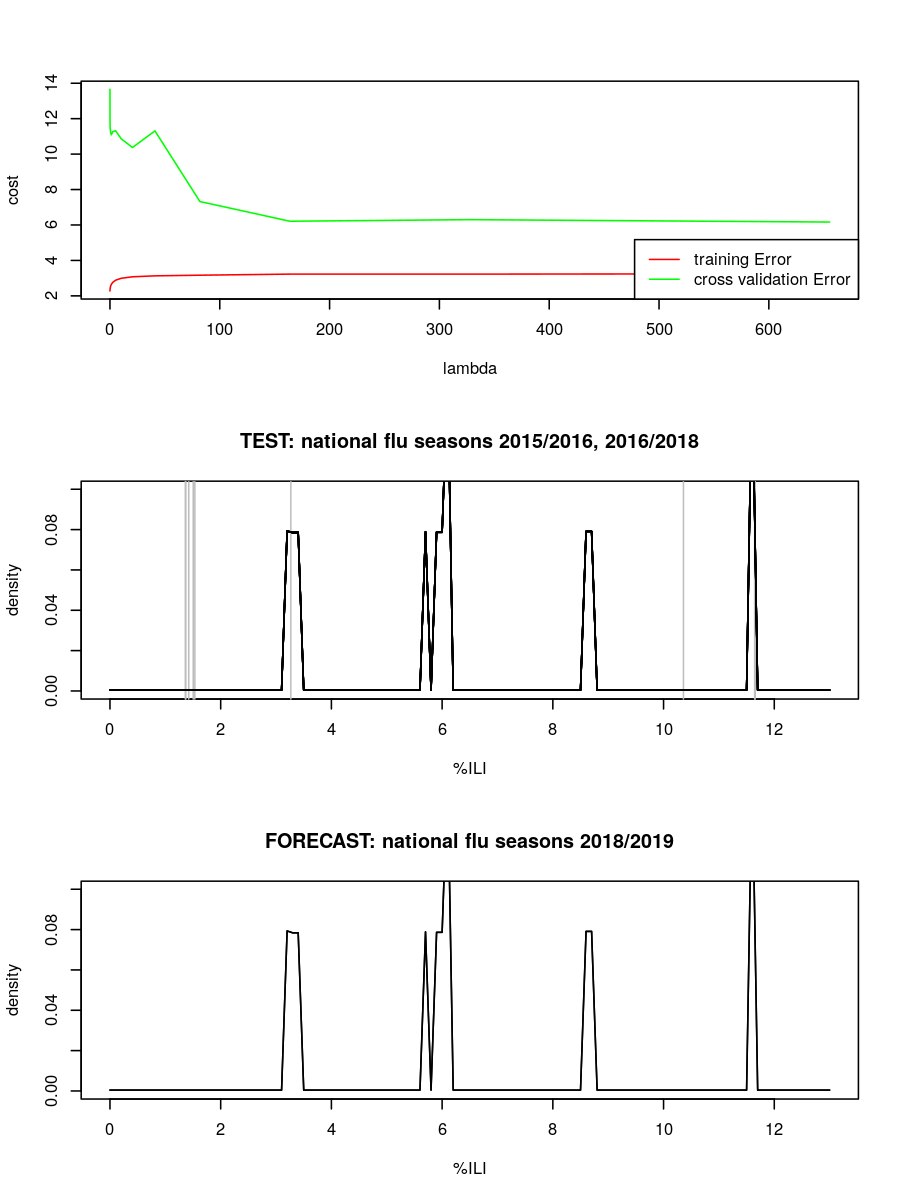 cost
14
12
10
8
6
4
2
training Error
cross validation Error
0 100 200 300 400 500 600
lambda
TEST: national flu seasons 2015/2016, 2016/2018
density
0.08
0.04
0.00
0 2 4 6 8 10 12
%ILI
FORECAST: national flu seasons 2018/2019
density
0.08
0.04
0.00
0 2 4 6 8 10 12
%ILI